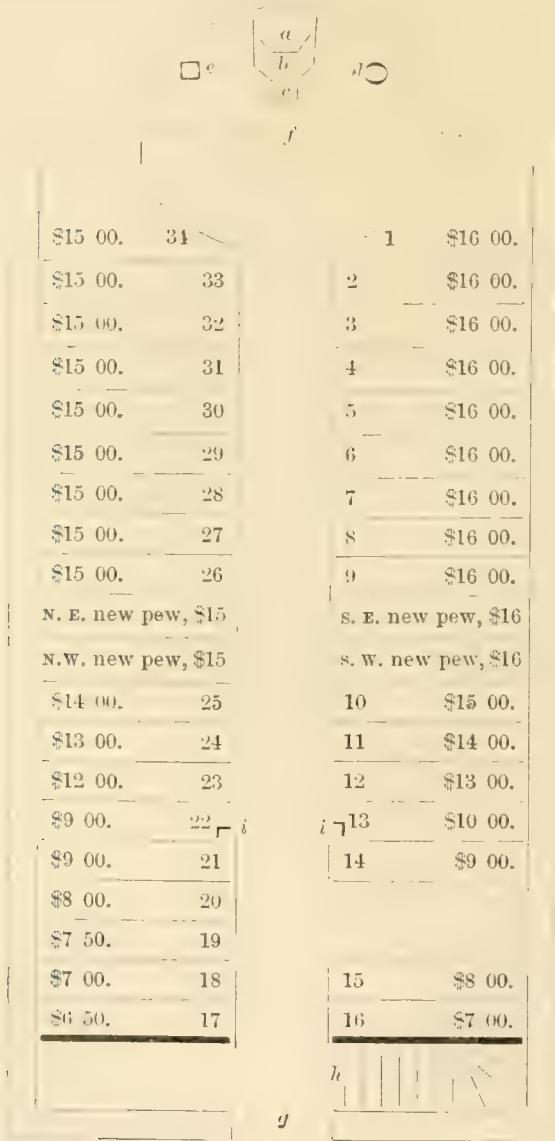 a
e b d
c
f
$15 00. 34 1 $16 00.
$15 00. 33 2 $16 00.
$15 00. 32 3 $16 00.
$15 00. 31 4 $16 00.
$15 00. 30 5 $16 00.
$15 00. 29 6 $16 00.
$15 00. 28 7 $16 00.
$15 00. 27 8 $16 00.
$15 00. 26 9 $16 00.
N. E. new pew, $15 S. E. new pew, $16
N.W. new pew, $15 S. W. new pew, $16
$14 00. 25 10 $15 00.
$13 00. 24 11 $14 00.
$12 00. 23 12 $13 00.
$9 00. 22 i i 13 $10 00.
$9 00. 21 14 $9 00.
$8 00. 20
$7 50. 19
$7 00. 18 15 $8 00.
$6 50. 17 16 $7 00.
h
g